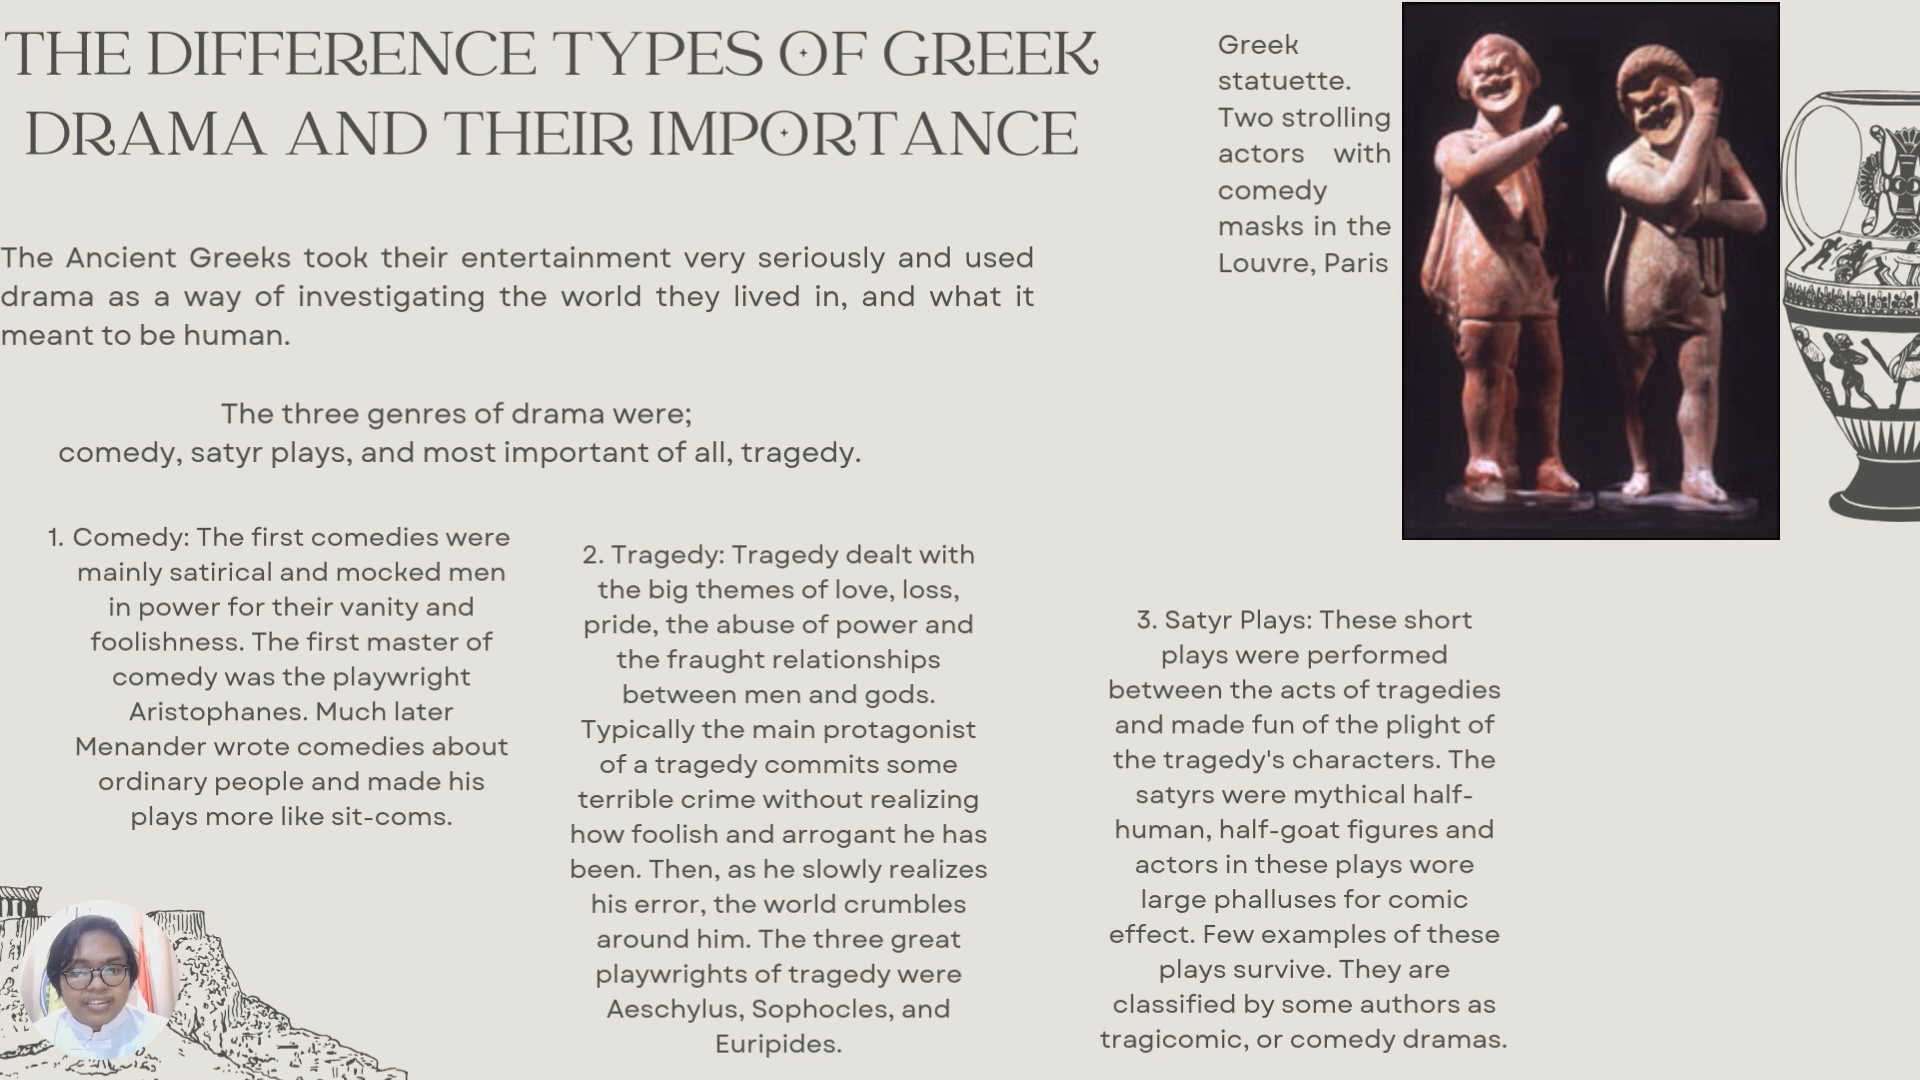 THE DIFFERENCE TYPES OF GREEK
DRAMA AND THEIR IMPORTANCE
Greek
statuette.
Two strolling
actors with
comedy
masks in the
Louvre, Paris
The Ancient Greeks took their entertainment very seriously and used
drama as a way of investigating the world they lived in, and what it
meant to be human.
The three genres of drama were;
comedy, satyr plays, and most important of all, tragedy.
1. Comedy: The first comedies were
mainly satirical and mocked men
in power for their vanity and
foolishness. The first master of
comedy was the playwright
Aristophanes. Much later
Menander wrote comedies about
ordinary people and made his
plays more like sit-coms.
2. Tragedy: Tragedy dealt with
the big themes of love, loss,
pride, the abuse of power and
the fraught relationships
between men and gods.
Typically the main protagonist
of a tragedy commits some
terrible crime without realizing
how foolish and arrogant he has
been. Then, as he slowly realizes
his error, the world crumbles
around him. The three great
playwrights of tragedy were
Aeschylus, Sophocles, and
Euripides.
3. Satyr Plays: These short
plays were performed
between the acts of tragedies
and made fun of the plight of
the tragedy's characters. The
satyrs were mythical half-
human, half-goat figures and
actors in these plays wore
large phalluses for comic
effect. Few examples of these
plays survive. They are
classified by some authors as
tragicomic, or comedy dramas.